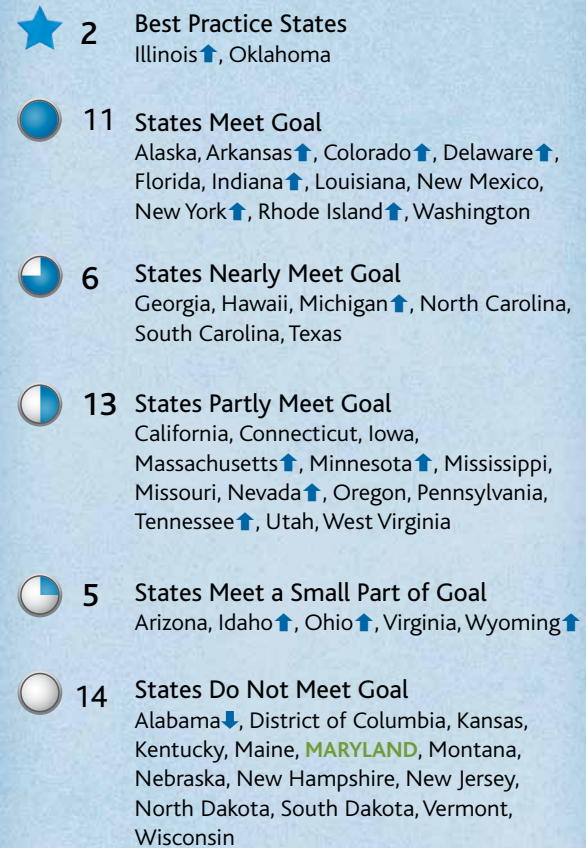 2 Best Practice States
Illinois⬆, Oklahoma
11 States Meet Goal
Alaska, Arkansas⬆, Colorado⬆, Delaware⬆,
Florida, Indiana⬆, Louisiana, New Mexico,
New York⬆, Rhode Island⬆, Washington
6 States Nearly Meet Goal
Georgia, Hawaii, Michigan⬆, North Carolina,
South Carolina, Texas
13 States Partly Meet Goal
California, Connecticut, Iowa,
Massachusetts⬆, Minnesota⬆, Mississippi,
Missouri, Nevada⬆, Oregon, Pennsylvania,
Tennessee⬆, Utah, West Virginia
5 States Meet a Small Part of Goal
Arizona, Idaho⬆, Ohio⬆, Virginia, Wyoming⬆
14 States Do Not Meet Goal
Alabama⬇, District of Columbia, Kansas,
Kentucky, Maine, MARYLAND, Montana,
Nebraska, New Hampshire, New Jersey,
North Dakota, South Dakota, Vermont,
Wisconsin